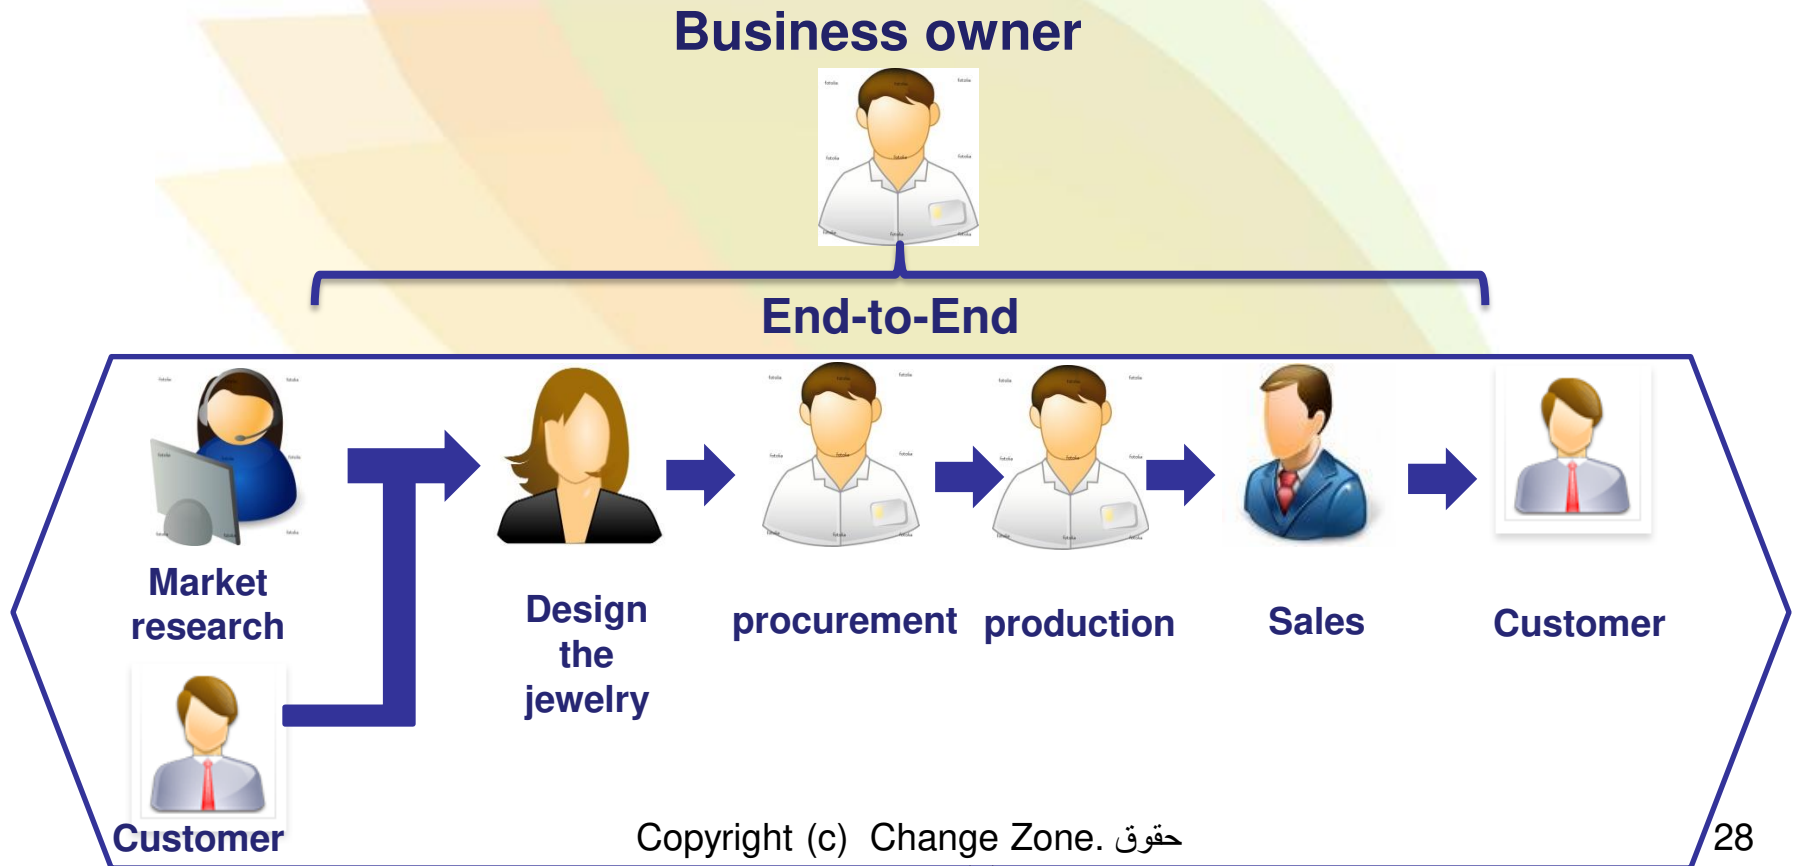 Business owner
End-to-End
Market
research
Design
the
jewelry
procurement
production
Sales
Customer
Customer
Copyright (c)  Change Zone. حقوق
28